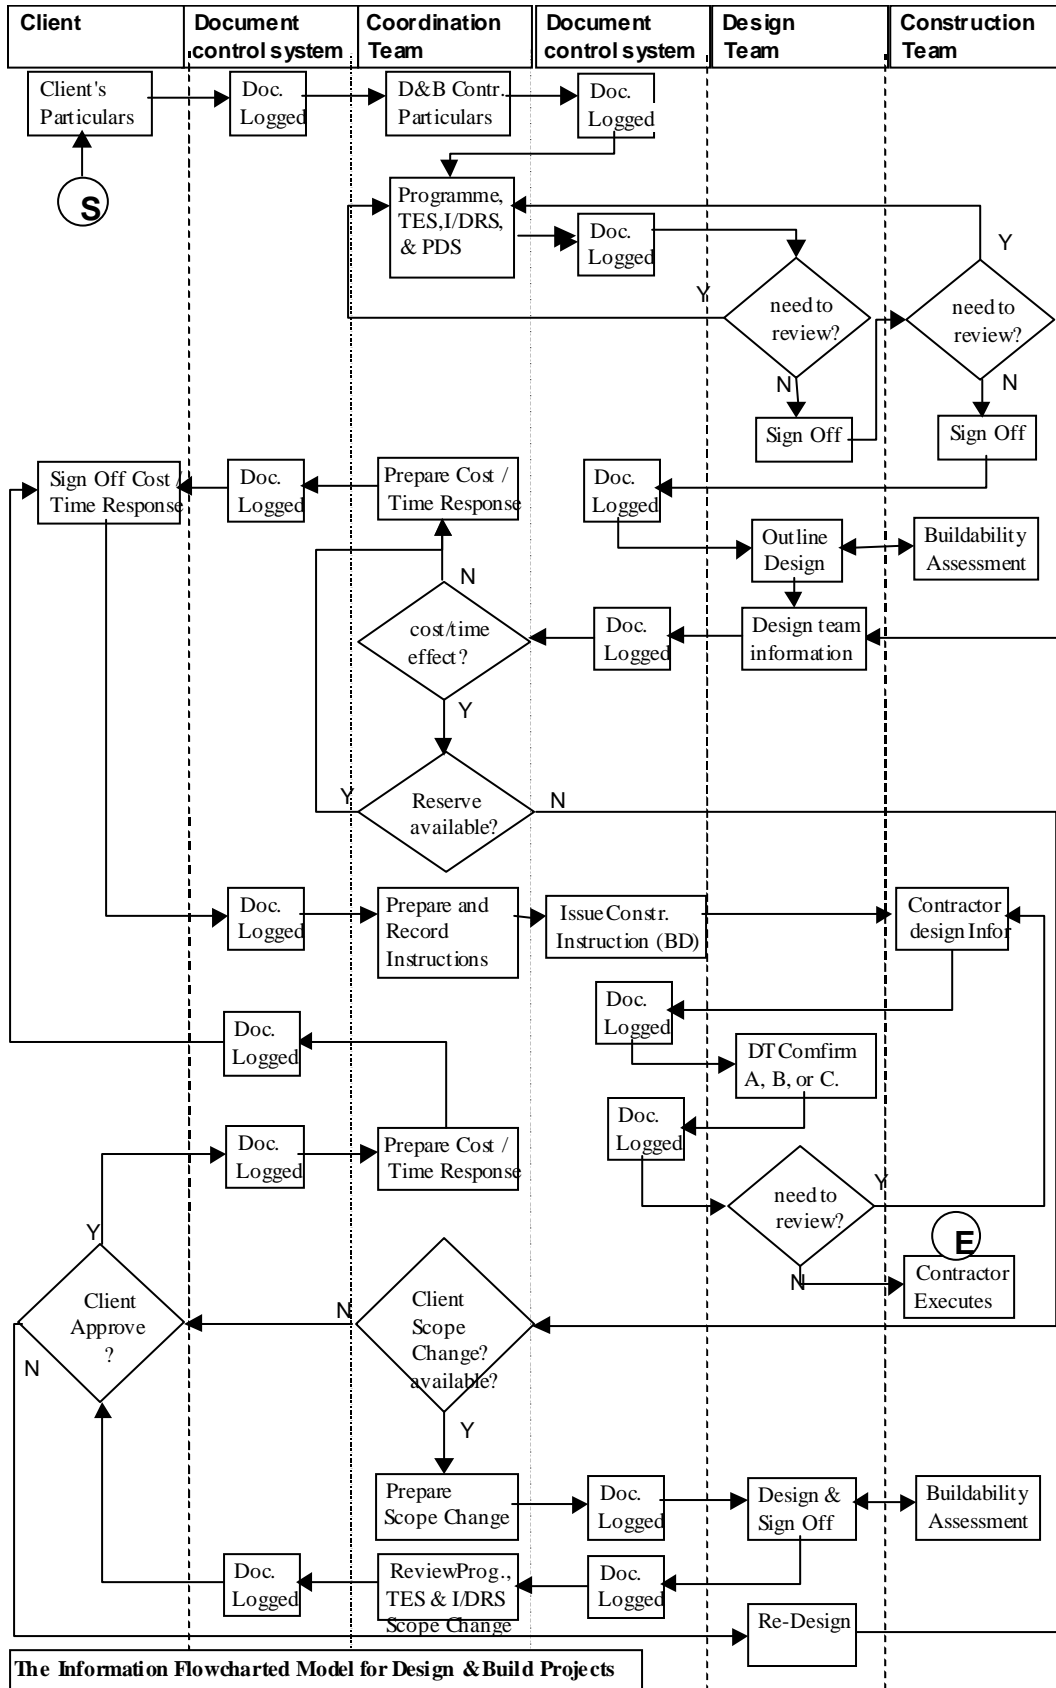 Client
Document
control system
Coordination
Team
Document
control system
Design
Team
Construction
Team
Client's
Particulars
Doc.
Logged
D&B Contr.
Particulars
Doc.
Logged
S
Programme,
TES,I/DRS,
& PDS
Doc.
Logged
Y
need to
review?
N
Y
need to
review?
N
Sign Off
Sign Off
Sign Off Cost /
Time Response
Doc.
Logged
Prepare Cost /
Time Response
Doc.
Logged
Outline
Design
Buildability
Assessment
N
cost/time
effect?
Y
Doc.
Logged
Design team
information
Y
Reserve
available?
N
Doc.
Logged
Prepare and
Record
Instructions
Issue Constr.
Instruction (BD)
Contractor
design Infor
Doc.
Logged
Doc.
Logged
DT Comfirm
A, B, or C.
Doc.
Logged
Prepare Cost /
Time Response
Doc.
Logged
need to
review?
Y
N
E
Contractor
Executes
Y
Client
Approve
?
N
N
Client
Scope
Change?
available?
Y
Prepare
Scope Change
Doc.
Logged
Design &
Sign Off
Buildability
Assessment
Doc.
Logged
Review Prog.,
TES & I/DRS
Scope Change
Doc.
Logged
Re-Design
The Information Flowcharted Model for Design & Build Projects